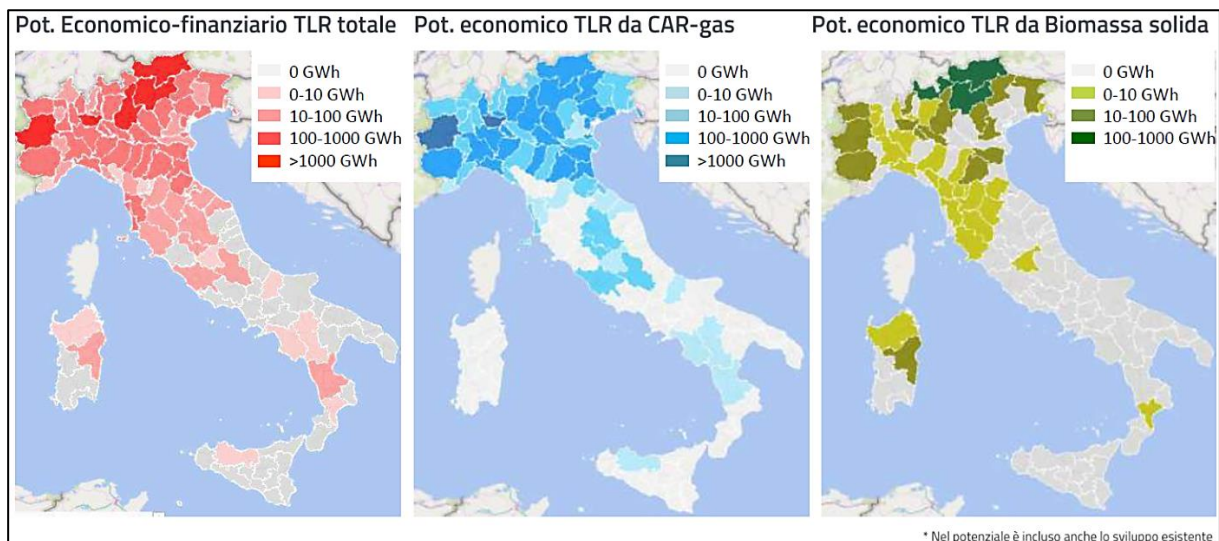 Pot. Economico-finanziario TLR totale
0 GWh
0-10 GWh
10-100 GWh
100-1000 GWh
>1000 GWh
Pot. economico TLR da CAR-gas
0 GWh
0-10 GWh
10-100 GWh
100-1000 GWh
>1000 GWh
Pot. economico TLR da Biomassa solida
0 GWh
0-10 GWh
10-100 GWh
100-1000 GWh
* Nel potenziale è incluso anche lo sviluppo esistente